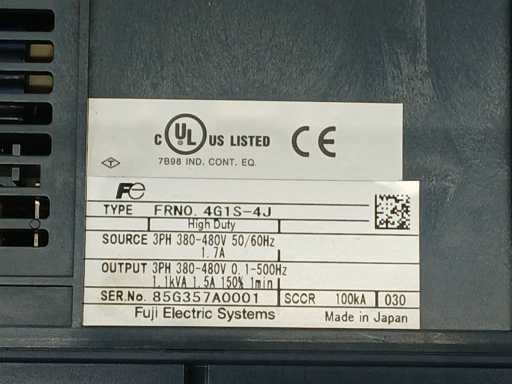 C UL US LISTED CE
7B98 IND. CONT. EQ.
T
Fe
TYPE FRN0.4G1S-4J
High Duty
SOURCE 3PH 380-480V 50/60Hz
1.7A
OUTPUT 3PH 380-480V 0.1-500Hz
1.1kVA 1.5A 150% 1min
SER.No. 85G357A0001 SCCR 100kA 030
Fuji Electric Systems Made in Japan